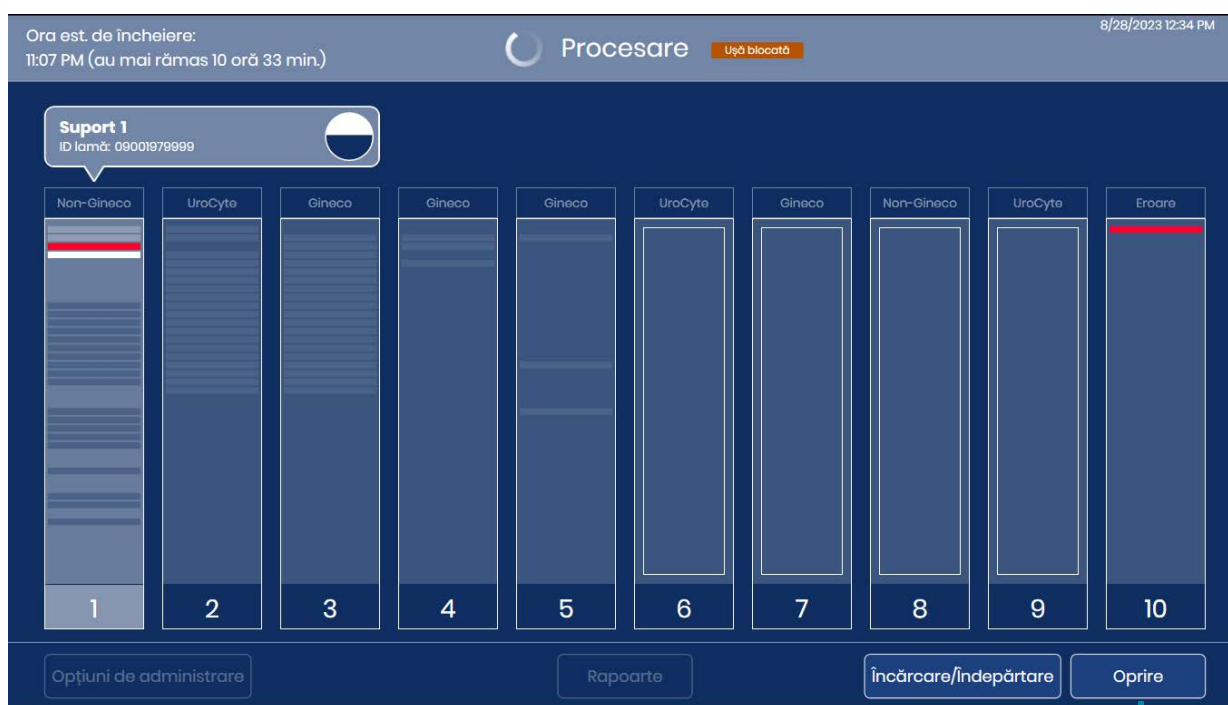 Ora est. de încheiere:
11:07 PM (au mai rămas 10 oră 33 min.)
Procesare
Ușă blocată
8/28/2023 12:34 PM
Suport 1
ID lamă: 09001979999
Non-Gineco
UroCyte
Gineco
Gineco
Gineco
UroCyte
Gineco
Non-Gineco
UroCyte
Eroare
1
2
3
4
5
6
7
8
9
10
Opțiuni de administrare
Rapoarte
Încărcare/Îndepărtare
Oprire